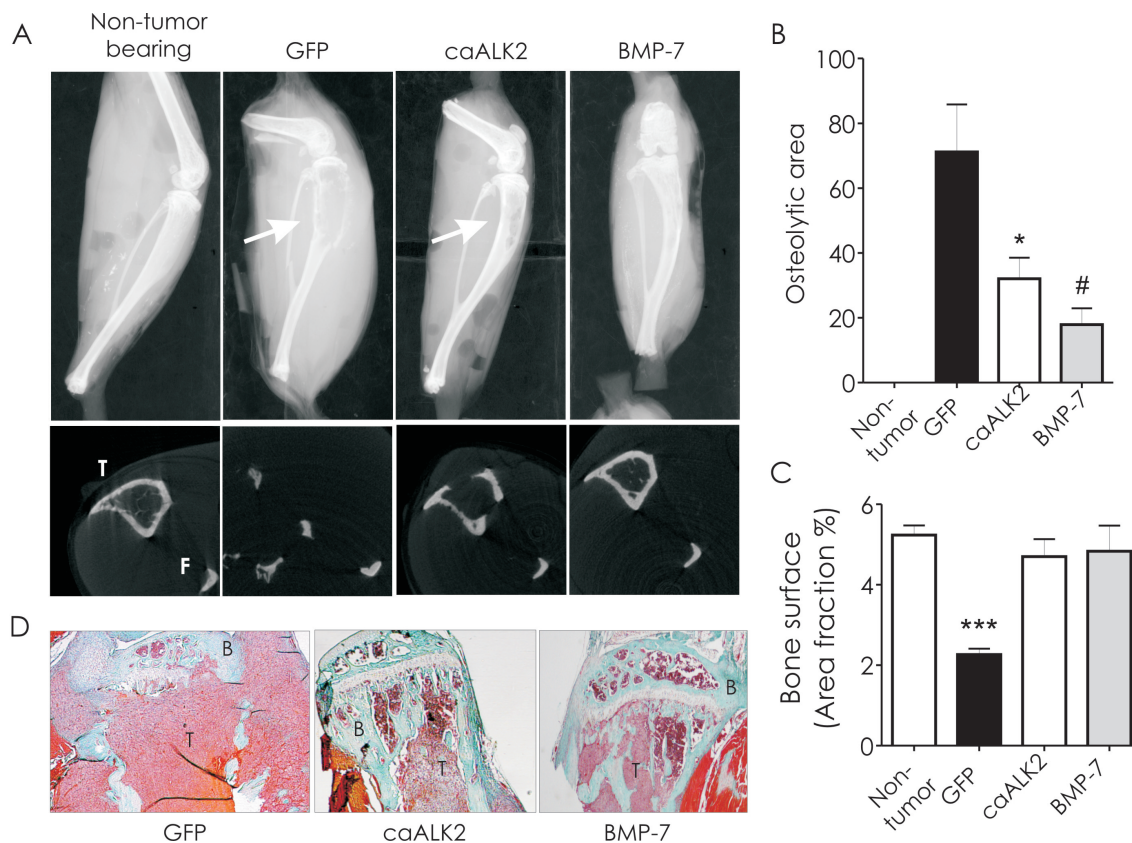 A
Non-tumor
bearing
GFP
caALK2
BMP-7
T
F
B
Osteolytic area
100
80
60
40
20
0
*
#
Non-
tumor
GFP
caALK2
BMP-7
C
Bone surface
(Area fraction %)
6
4
2
0
***
Non-
tumor
GFP
caALK2
BMP-7
D
B
T
GFP
B
T
caALK2
B
T
BMP-7